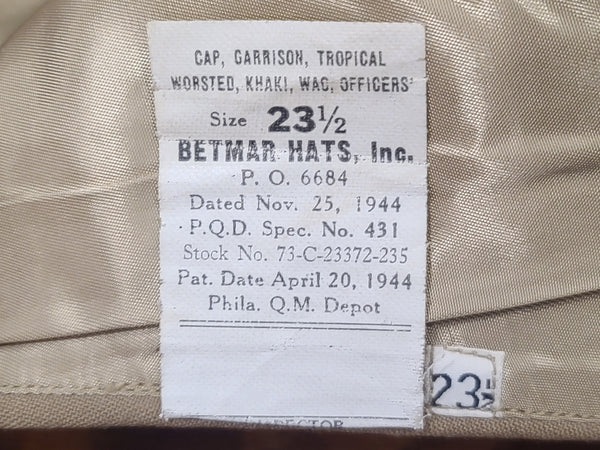 CAP, GARRISON, TROPICAL
WORSTED, KHAKI, WAC, OFFICERS'
Size 23½
BETMAR HATS, Inc.
P. O. 6684
Dated Nov. 25, 1944
P.Q.D. Spec. No. 431
Stock No. 73-C-23372-235
Pat. Date April 20, 1944
Phila. Q.M. Depot
23½
INSPECTOR